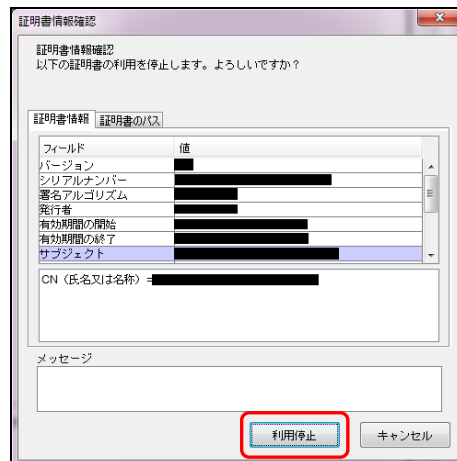 証明書情報確認
証明書情報確認
以下の証明書の利用を停止します。よろしいですか？
証明書情報 証明書のパス
フィールド 値
バージョン
シリアルナンバー
署名アルゴリズム
発行者
有効期間の開始
有効期間の終了
サブジェクト
CN（氏名又は名称）=
メッセージ
利用停止 キャンセル